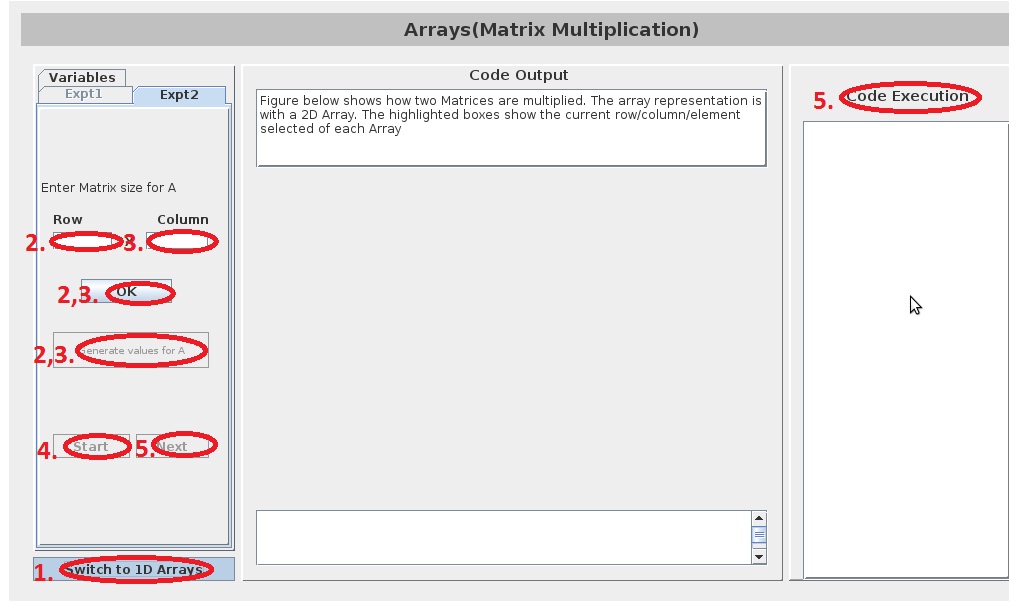 Arrays(Matrix Multiplication)
Variables
Expt1
Expt2
Enter Matrix size for A
Row
Column
2.
x
3.
2,3.
OK
2,3.
Generate values for A
4.
Start
5.
Next
1.
Switch to 1D Arrays
Code Output
Figure below shows how two Matrices are multiplied. The array representation is
with a 2D Array. The highlighted boxes show the current row/column/element
selected of each Array
5.
Code Execution